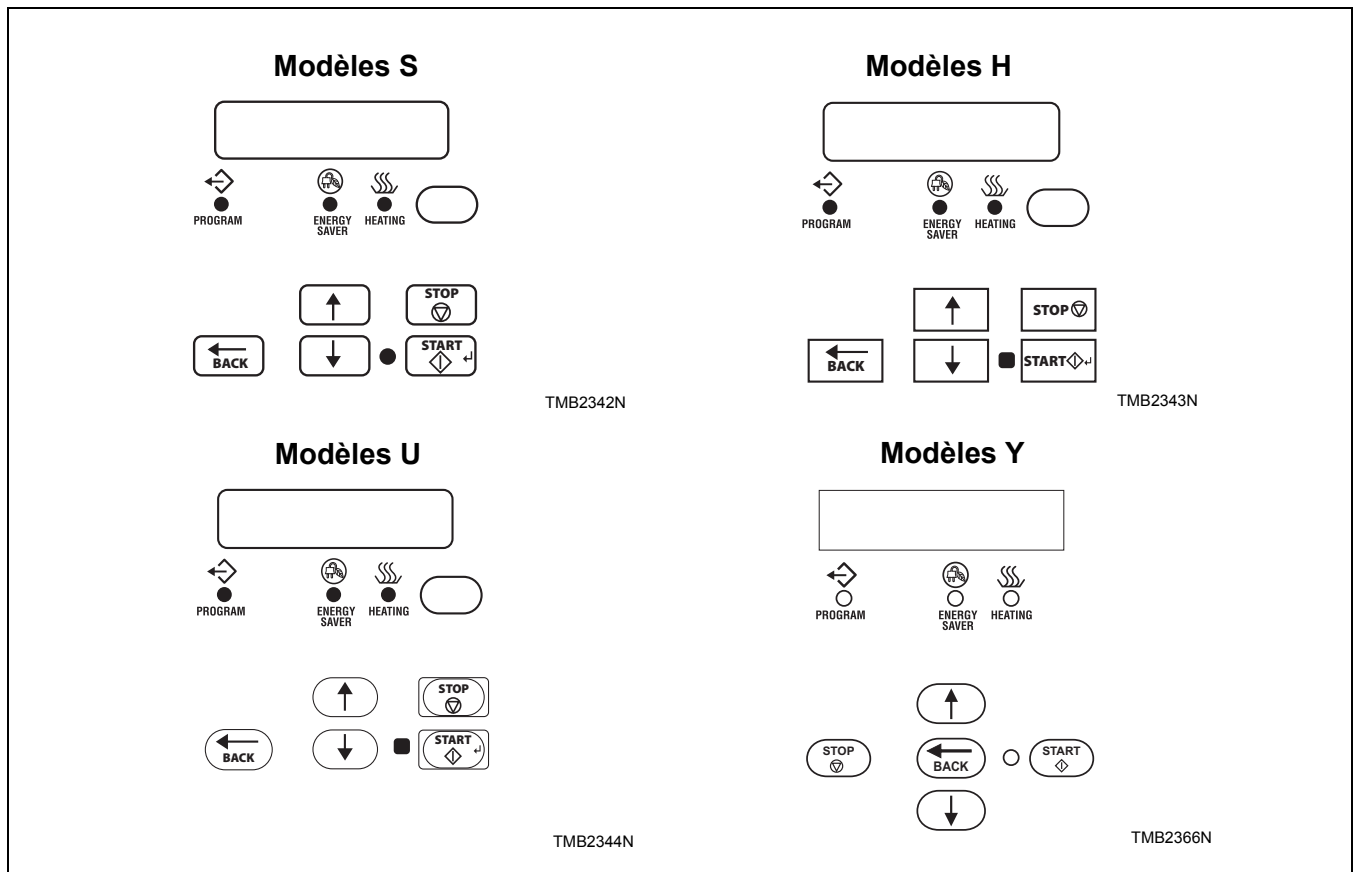 Modèles S
PROGRAM
ENERGY
SAVER
HEATING
STOP
BACK
START
TMB2342N
Modèles H
PROGRAM
ENERGY
SAVER
HEATING
STOP
BACK
START
TMB2343N
Modèles U
PROGRAM
ENERGY
SAVER
HEATING
STOP
BACK
START
TMB2344N
Modèles Y
PROGRAM
ENERGY
SAVER
HEATING
STOP
BACK
START
TMB2366N